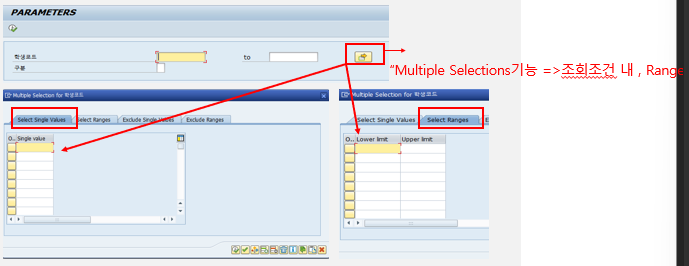 PARAMETERS
학생코드 to
구분
"Multiple Selections기능 =>조회조건 내 , Range
Multiple Selection for 학생코드
Select Single Values Select Ranges Exclude Single Values Exclude Ranges
O.. Single value
Multiple Selection for 학생코드
Select Single Values Select Ranges E
O.. Lower limit Upper limit